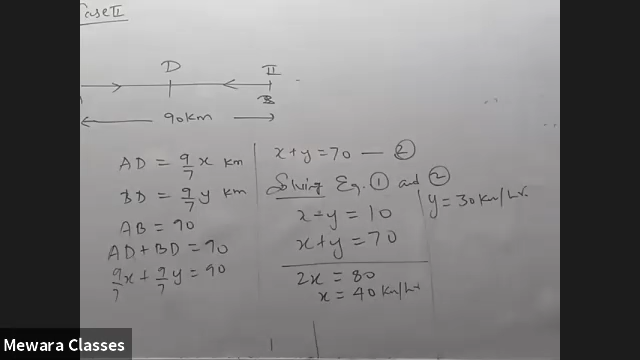 Case II
D
II
B
90km
AD = 9/7 x km
BD = 9/7 y km
AB = 90
AD + BD = 90
9/7 x + 9/7 y = 90
x + y = 70 — ②
Solving Eq. ① and ②
x - y = 10
x + y = 70
2x = 80
x = 40 km/hr
y = 30 km/hr.
Mewara Classes